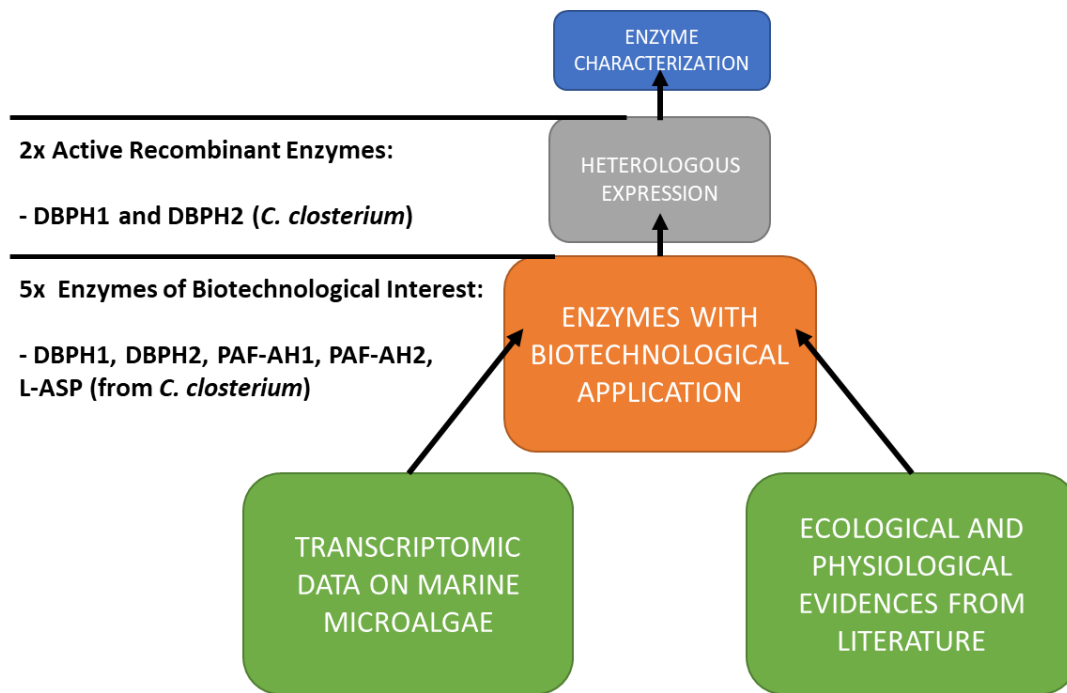 ENZYME
CHARACTERIZATION
2x Active Recombinant Enzymes:
- DBPH1 and DBPH2 (C. closterium)
HETEROLOGOUS
EXPRESSION
5x  Enzymes of Biotechnological Interest:
- DBPH1, DBPH2, PAF-AH1, PAF-AH2,
L-ASP (from C. closterium)
ENZYMES WITH
BIOTECHNOLOGICAL
APPLICATION
TRANSCRIPTOMIC
DATA ON MARINE
MICROALGAE
ECOLOGICAL AND
PHYSIOLOGICAL
EVIDENCES FROM
LITERATURE